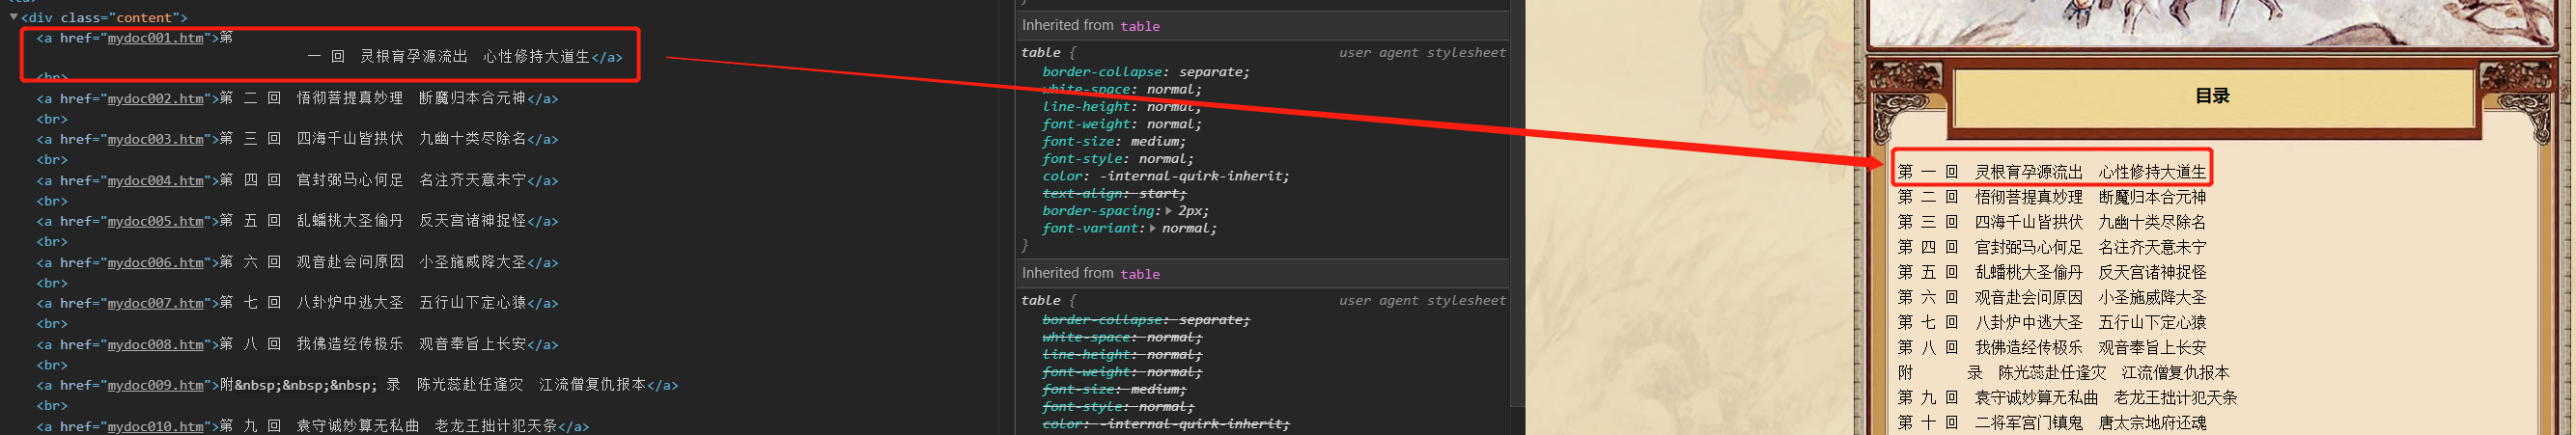 <div class="content">
<a href="mydoc001.htm">第
一 回　灵根育孕源流出　心性修持大道生</a>
<br>
<a href="mydoc002.htm">第 二 回　悟彻菩提真妙理　断魔归本合元神</a>
<br>
<a href="mydoc003.htm">第 三 回　四海千山皆拱伏　九幽十类尽除名</a>
<br>
<a href="mydoc004.htm">第 四 回　官封弼马心何足　名注齐天意未宁</a>
<br>
<a href="mydoc005.htm">第 五 回　乱蟠桃大圣偷丹　反天宫诸神捉怪</a>
<br>
<a href="mydoc006.htm">第 六 回　观音赴会问原因　小圣施威降大圣</a>
<br>
<a href="mydoc007.htm">第 七 回　八卦炉中逃大圣　五行山下定心猿</a>
<br>
<a href="mydoc008.htm">第 八 回　我佛造经传极乐　观音奉旨上长安</a>
<br>
<a href="mydoc009.htm">附&nbsp;&nbsp;&nbsp; 录　陈光蕊赴任逢灾　江流僧复仇报本</a>
<br>
<a href="mydoc010.htm">第 九 回　袁守诚妙算无私曲　老龙王拙计犯天条</a>
Inherited from table
table {
user agent stylesheet
border-collapse: separate;
white-space: normal;
line-height: normal;
font-weight: normal;
font-size: medium;
font-style: normal;
color: -internal-quirk-inherit;
text-align: start;
border-spacing: 2px;
font-variant: normal;
}
Inherited from table
table {
user agent stylesheet
border-collapse: separate;
white-space: normal;
line-height: normal;
font-weight: normal;
font-size: medium;
font-style: normal;
color: -internal-quirk-inherit;
目录
第 一 回　灵根育孕源流出　心性修持大道生
第 二 回　悟彻菩提真妙理　断魔归本合元神
第 三 回　四海千山皆拱伏　九幽十类尽除名
第 四 回　官封弼马心何足　名注齐天意未宁
第 五 回　乱蟠桃大圣偷丹　反天宫诸神捉怪
第 六 回　观音赴会问原因　小圣施威降大圣
第 七 回　八卦炉中逃大圣　五行山下定心猿
第 八 回　我佛造经传极乐　观音奉旨上长安
附　　　录　陈光蕊赴任逢灾　江流僧复仇报本
第 九 回　袁守诚妙算无私曲　老龙王拙计犯天条
第 十 回　二将军宫门镇鬼　唐太宗地府还魂